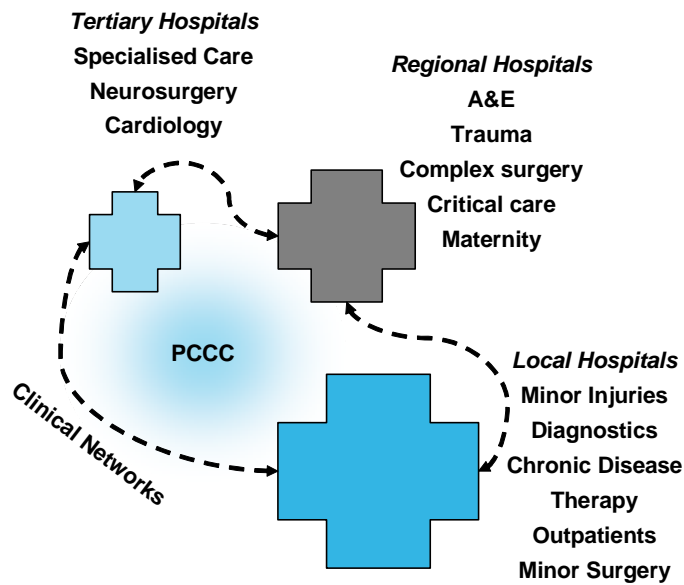 Tertiary Hospitals
Specialised Care
Neurosurgery
Cardiology
Regional Hospitals
A&E
Trauma
Complex surgery
Critical care
Maternity
PCCC
Clinical Networks
Local Hospitals
Minor Injuries
Diagnostics
Chronic Disease
Therapy
Outpatients
Minor Surgery